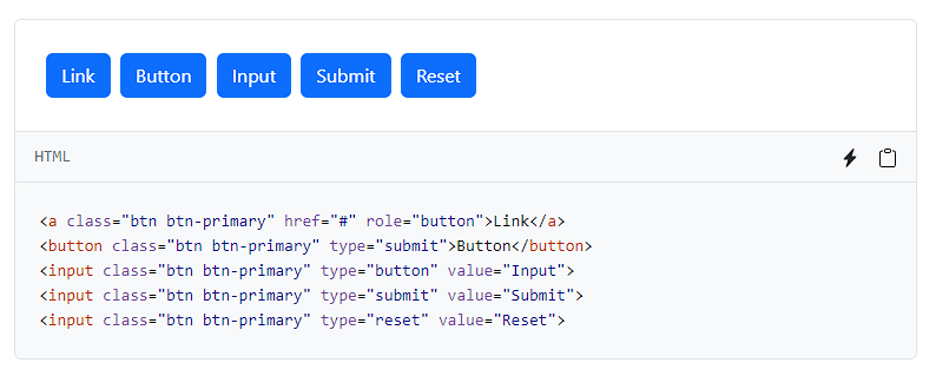 Link Button Input Submit Reset
HTML
<a class="btn btn-primary" href="#" role="button">Link</a>
<button class="btn btn-primary" type="submit">Button</button>
<input class="btn btn-primary" type="button" value="Input">
<input class="btn btn-primary" type="submit" value="Submit">
<input class="btn btn-primary" type="reset" value="Reset">